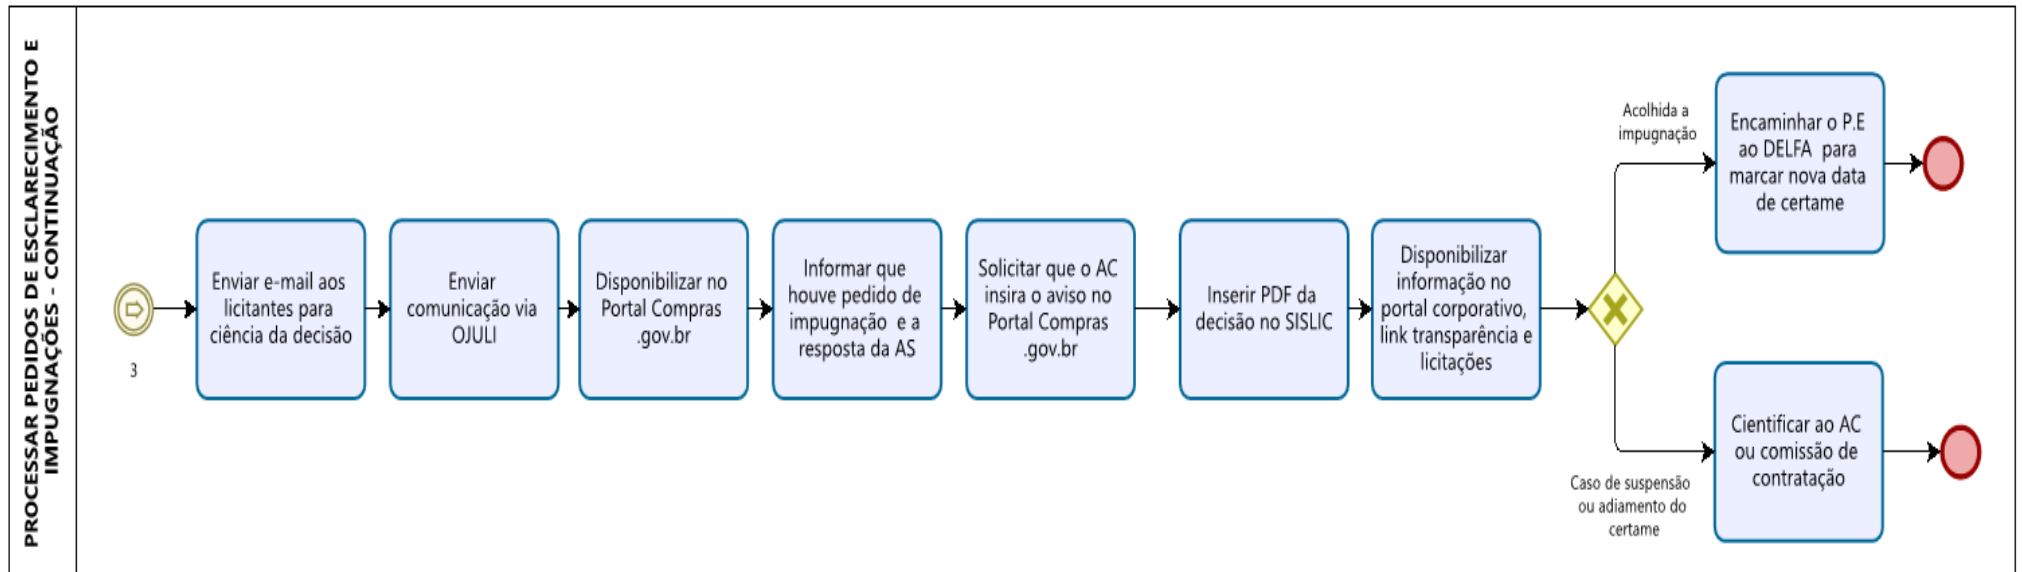 PROCESSAR PEDIDOS DE ESCLARECIMENTO E
IMPUGNAÇÕES - CONTINUAÇÃO
3
Enviar e-mail aos
licitantes para
ciência da decisão
Enviar
comunicação via
OJULI
Disponibilizar no
Portal Compras
.gov.br
Informar que
houve pedido de
impugnação e a
resposta da AS
Solicitar que o AC
insira o aviso no
Portal Compras
.gov.br
Inserir PDF da
decisão no SISLIC
Disponibilizar
informação no
portal corporativo,
link transparência e
licitações
Acolhida a
impugnação
Encaminhar o P.E
ao DELFA para
marcar nova data
de certame
Caso de suspensão
ou adiamento do
certame
Cientificar ao AC
ou comissão de
contratação